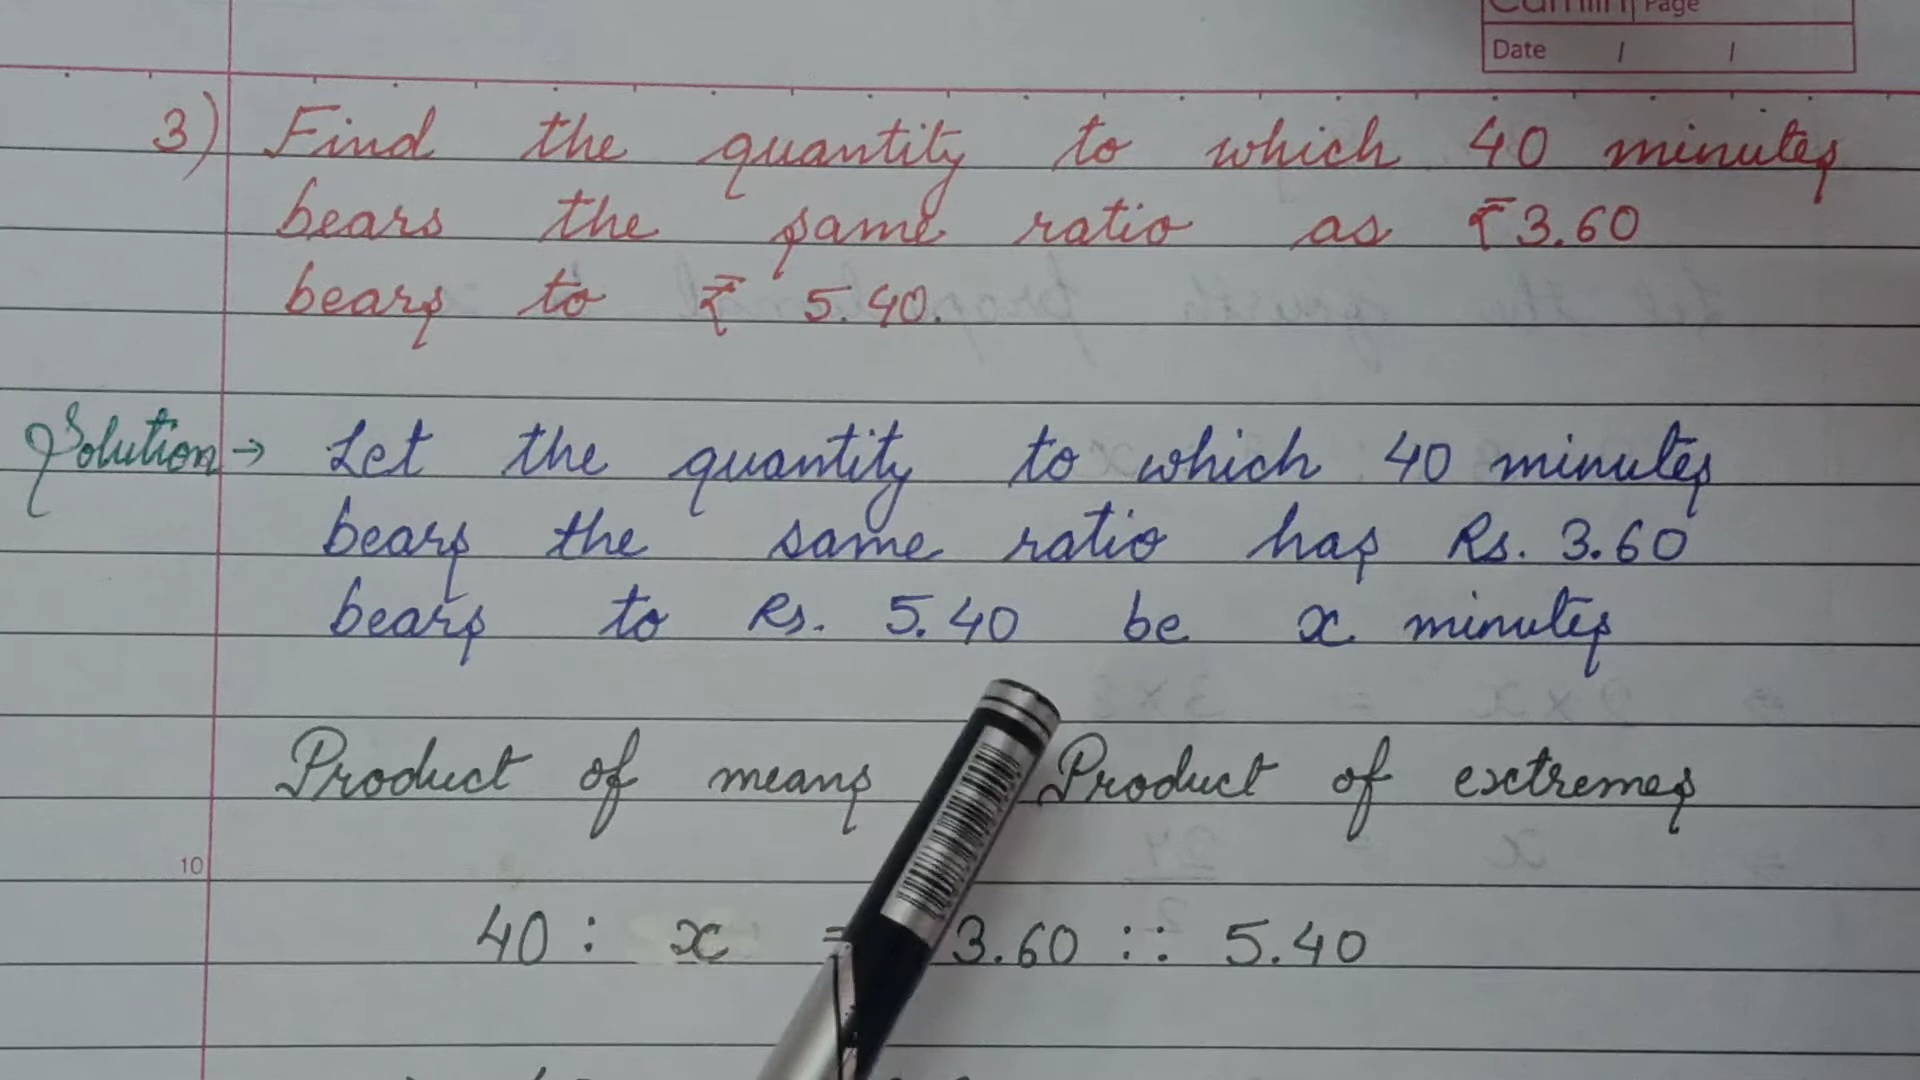 Camlin Page
Date / /
3) Find the quantity to which 40 minutes
bears the same ratio as ₹3.60
bears to ₹ 5.40.
Solution → Let the quantity to which 40 minutes
bears the same ratio has Rs. 3.60
bears to Rs. 5.40 be x minutes
Product of means Product of extremes
10
40 : x = 3.60 :: 5.40